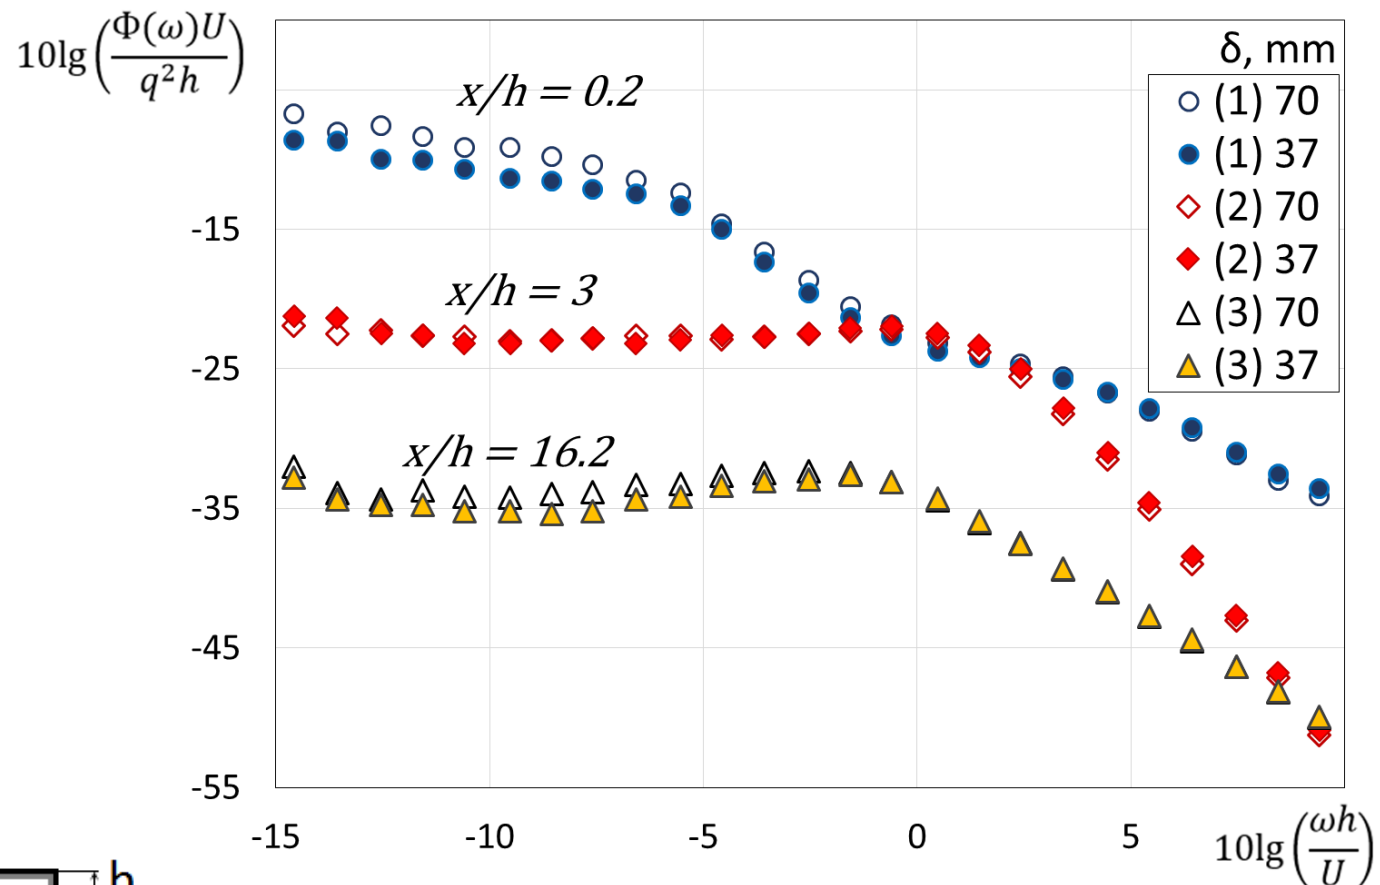 10lg(Φ(ω)U/q²h)
δ, mm
(1) 70
(1) 37
(2) 70
(2) 37
(3) 70
(3) 37
x/h = 0.2
x/h = 3
x/h = 16.2
-15
-25
-35
-45
-55
-15 -10 -5 0 5
10lg(ωh/U)
h